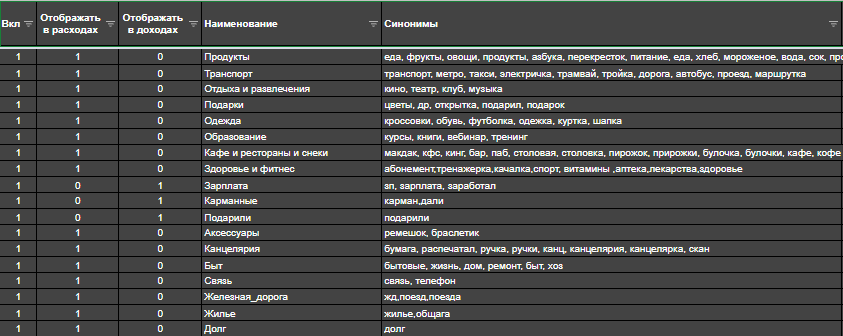 Вкл Отображать в расходах Отображать в доходах Наименование Синонимы
1 1 0 Продукты еда, фрукты, овощи, продукты, азбука, перекресток, питание, еда, хлеб, мороженое, вода, сок, про
1 1 0 Транспорт транспорт, метро, такси, электричка, трамвай, тройка, дорога, автобус, проезд, маршрутка
1 1 0 Отдыха и развлечения кино, театр, клуб, музыка
1 1 0 Подарки цветы, др, открытка, подарил, подарок
1 1 0 Одежда кроссовки, обувь, футболка, одежка, куртка, шапка
1 1 0 Образование курсы, книги, вебинар, тренинг
1 1 0 Кафе и рестораны и снеки макдак, кфс, кинг, бар, паб, столовая, столовка, пирожок, прирожки, булочка, булочки, кафе, кофе
1 1 0 Здоровье и фитнес абонемент,тренажерка,качалка,спорт, витамины ,аптека,лекарства,здоровье
1 0 1 Зарплата зп, зарплата, заработал
1 0 1 Карманные карман,дали
1 0 1 Подарили подарили
1 1 0 Аксессуары ремешок, браслетик
1 1 0 Канцелярия бумага, распечатал, ручка, ручки, канц, канцелярия, канцелярка, скан
1 1 0 Быт бытовые, жизнь, дом, ремонт, быт, хоз
1 1 0 Связь связь, телефон
1 1 0 Железная_дорога жд,поезд,поезда
1 1 0 Жилье жилье,общага
1 1 0 Долг долг